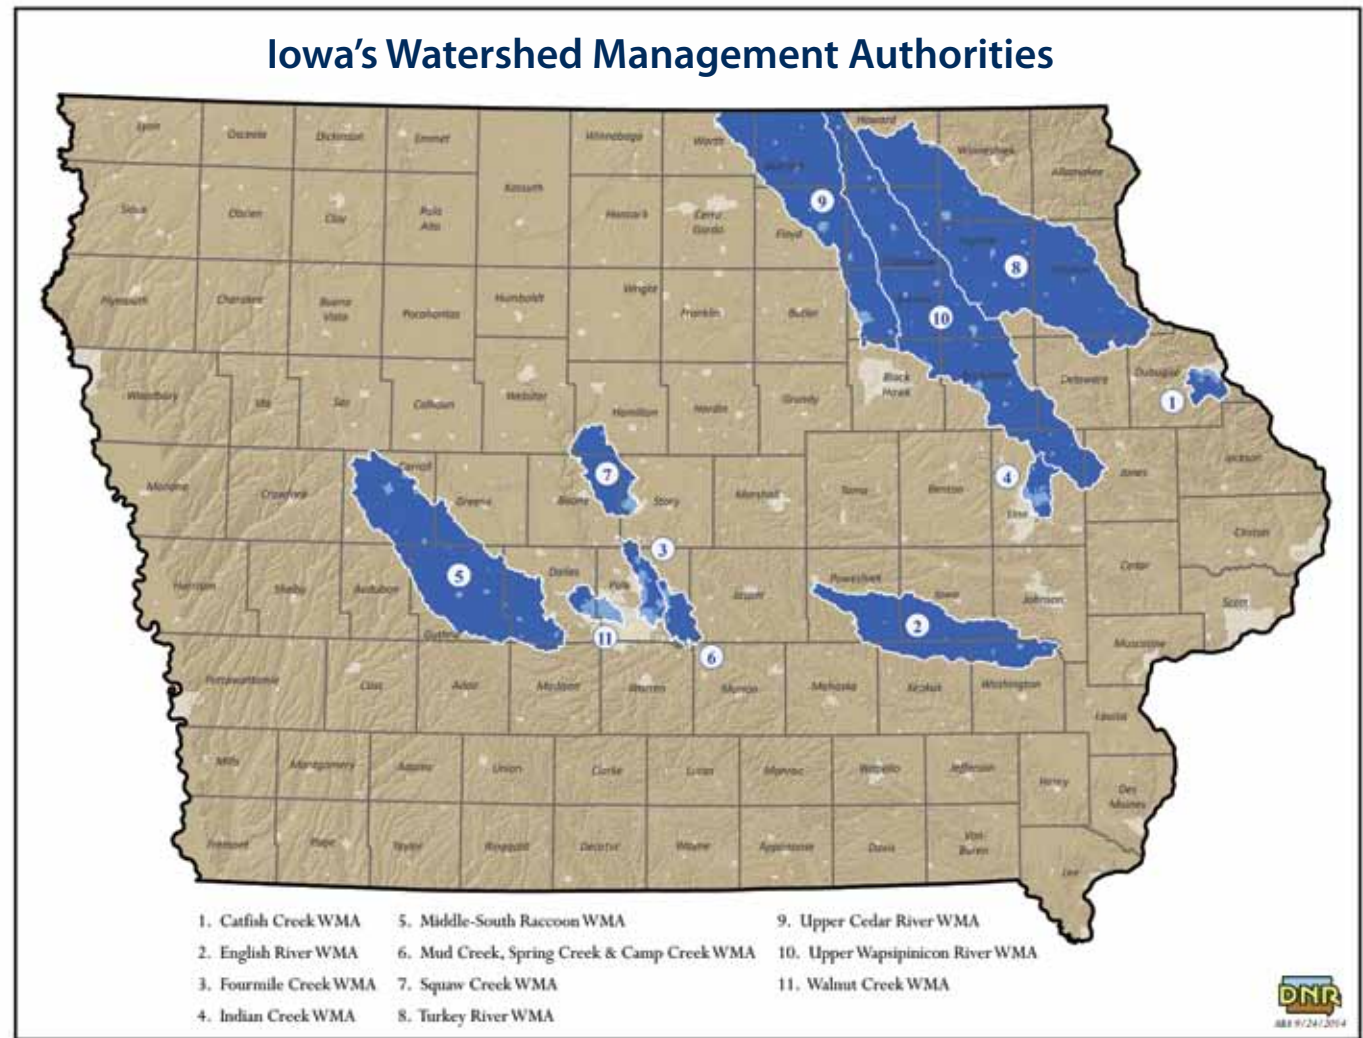 Iowa's Watershed Management Authorities
Lyon
Osceola
Dickinson
Emmet
Winnebago
Worth
Howard
Winneshiek
Allamakee
Kossuth
Sioux
Obrien
Clay
Palo
Alto
Hancock
Cerro
Gordo
Floyd
9
8
Plymouth
Cherokee
Buena
Vista
Pocahontas
Humboldt
Wright
Franklin
Butler
10
Woodbury
Ida
Sac
Calhoun
Webster
Hamilton
Hardin
Grundy
Black
Hawk
Delaware
Dubuque
1
Monona
Crawford
Carroll
Greene
Boone
7
Story
Marshall
Tama
Benton
4
Linn
Jones
Jackson
Clinton
Harrison
Shelby
Audubon
5
Guthrie
Dallas
Polk
3
11
6
Jasper
Poweshiek
Iowa
2
Johnson
Cedar
Scott
Muscatine
Pottawattamie
Cass
Adair
Madison
Warren
Marion
Mahaska
Keokuk
Washington
Louisa
Mills
Montgomery
Adams
Union
Clarke
Lucas
Monroe
Wapello
Jefferson
Henry
Des
Moines
Fremont
Page
Taylor
Ringgold
Decatur
Wayne
Appanoose
Davis
Van
Buren
Lee
1. Catfish Creek WMA
2. English River WMA
3. Fourmile Creek WMA
4. Indian Creek WMA
5. Middle-South Raccoon WMA
6. Mud Creek, Spring Creek & Camp Creek WMA
7. Squaw Creek WMA
8. Turkey River WMA
9. Upper Cedar River WMA
10. Upper Wapsipinicon River WMA
11. Walnut Creek WMA
DNR
9/24/2014